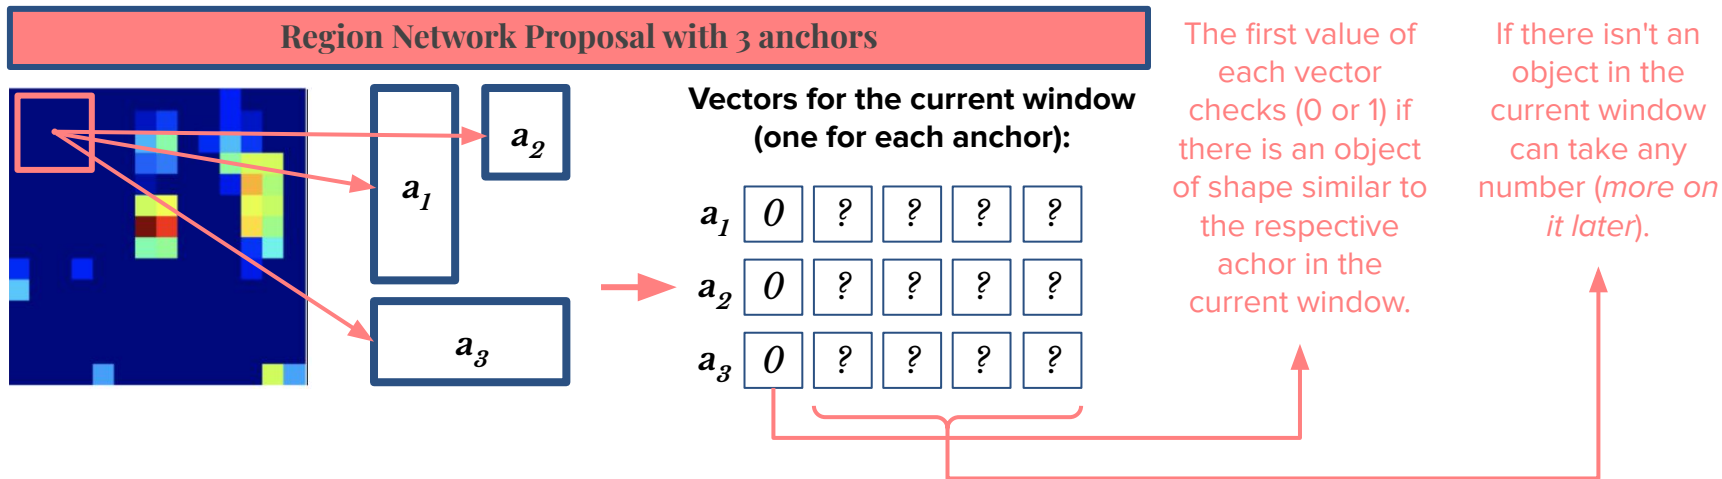 Region Network Proposal with 3 anchors
a1
a2
a3
Vectors for the current window
(one for each anchor):
a1 0 ? ? ? ?
a2 0 ? ? ? ?
a3 0 ? ? ? ?
The first value of
each vector
checks (0 or 1) if
there is an object
of shape similar to
the respective
achor in the
current window.
If there isn't an
object in the
current window
can take any
number (more on
it later).